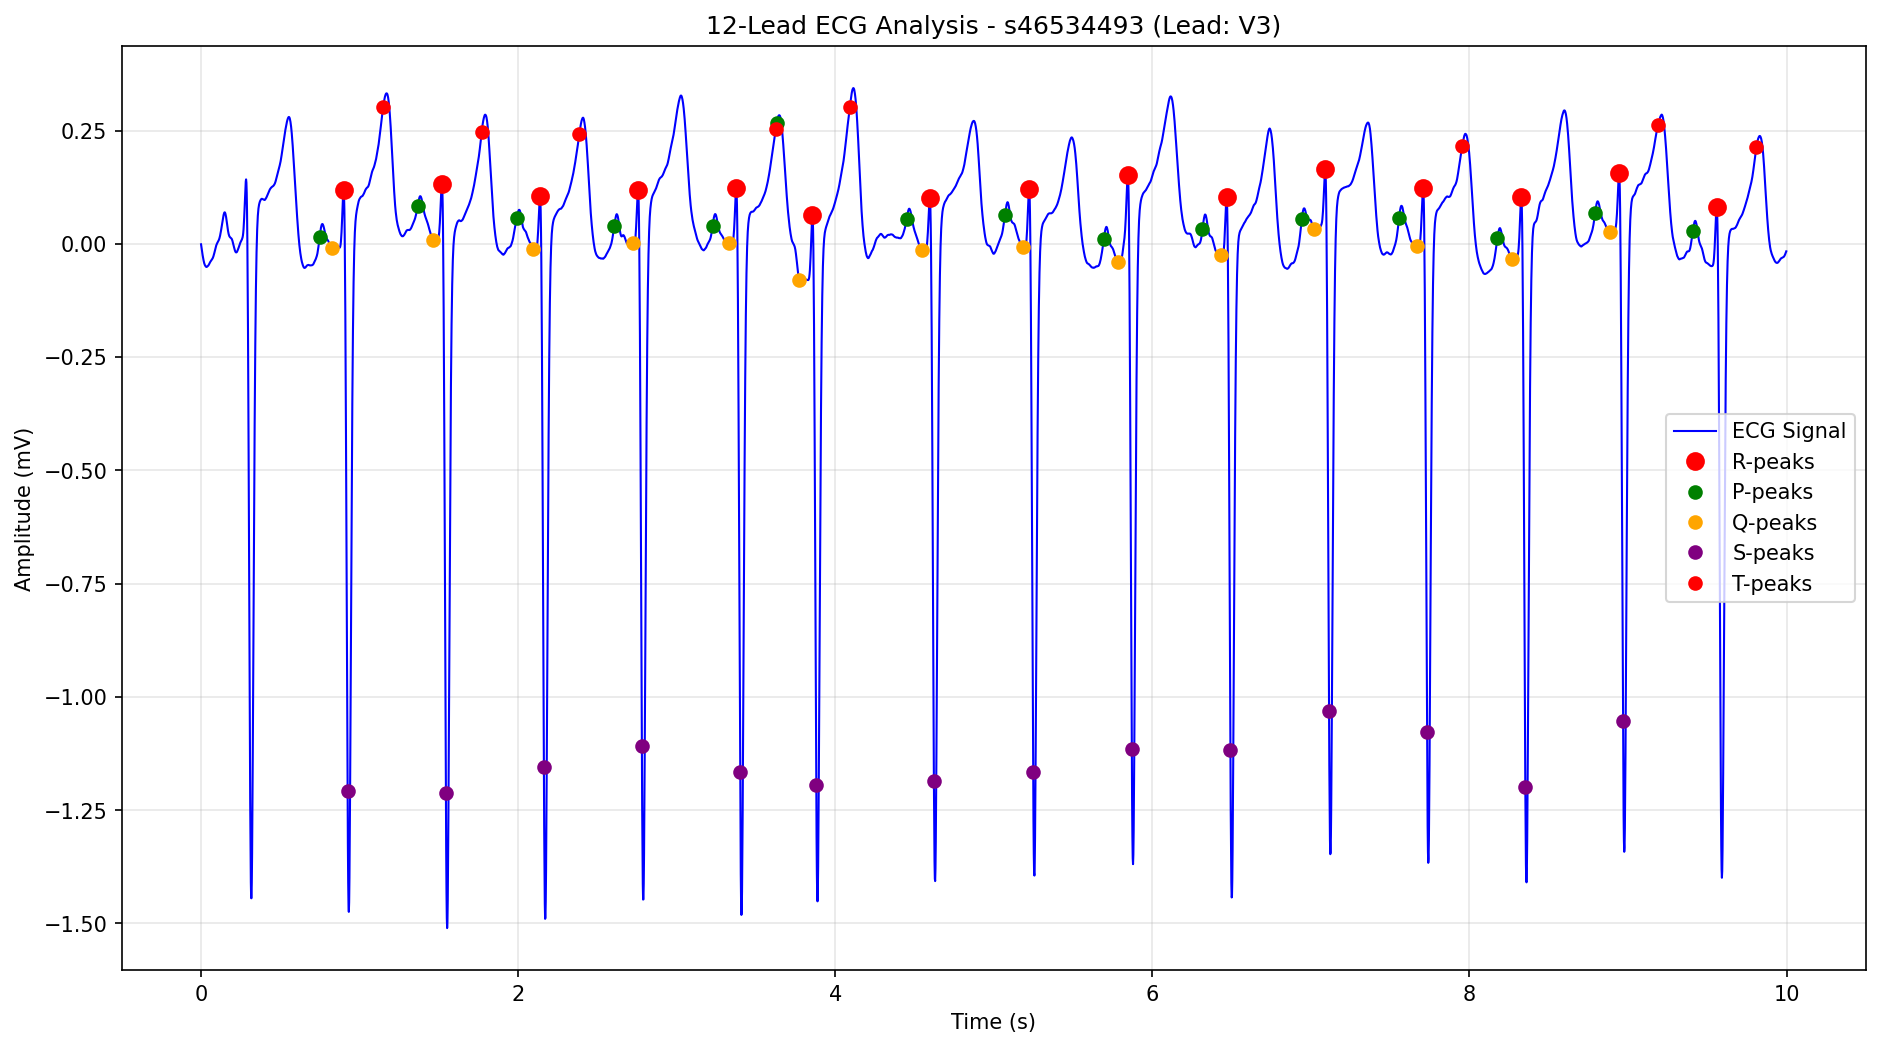 12-Lead ECG Analysis - s46534493 (Lead: V3)
Amplitude (mV)
0.25
0.00
−0.25
−0.50
−0.75
−1.00
−1.25
−1.50
ECG Signal
R-peaks
P-peaks
Q-peaks
S-peaks
T-peaks
0 2 4 6 8 10
Time (s)